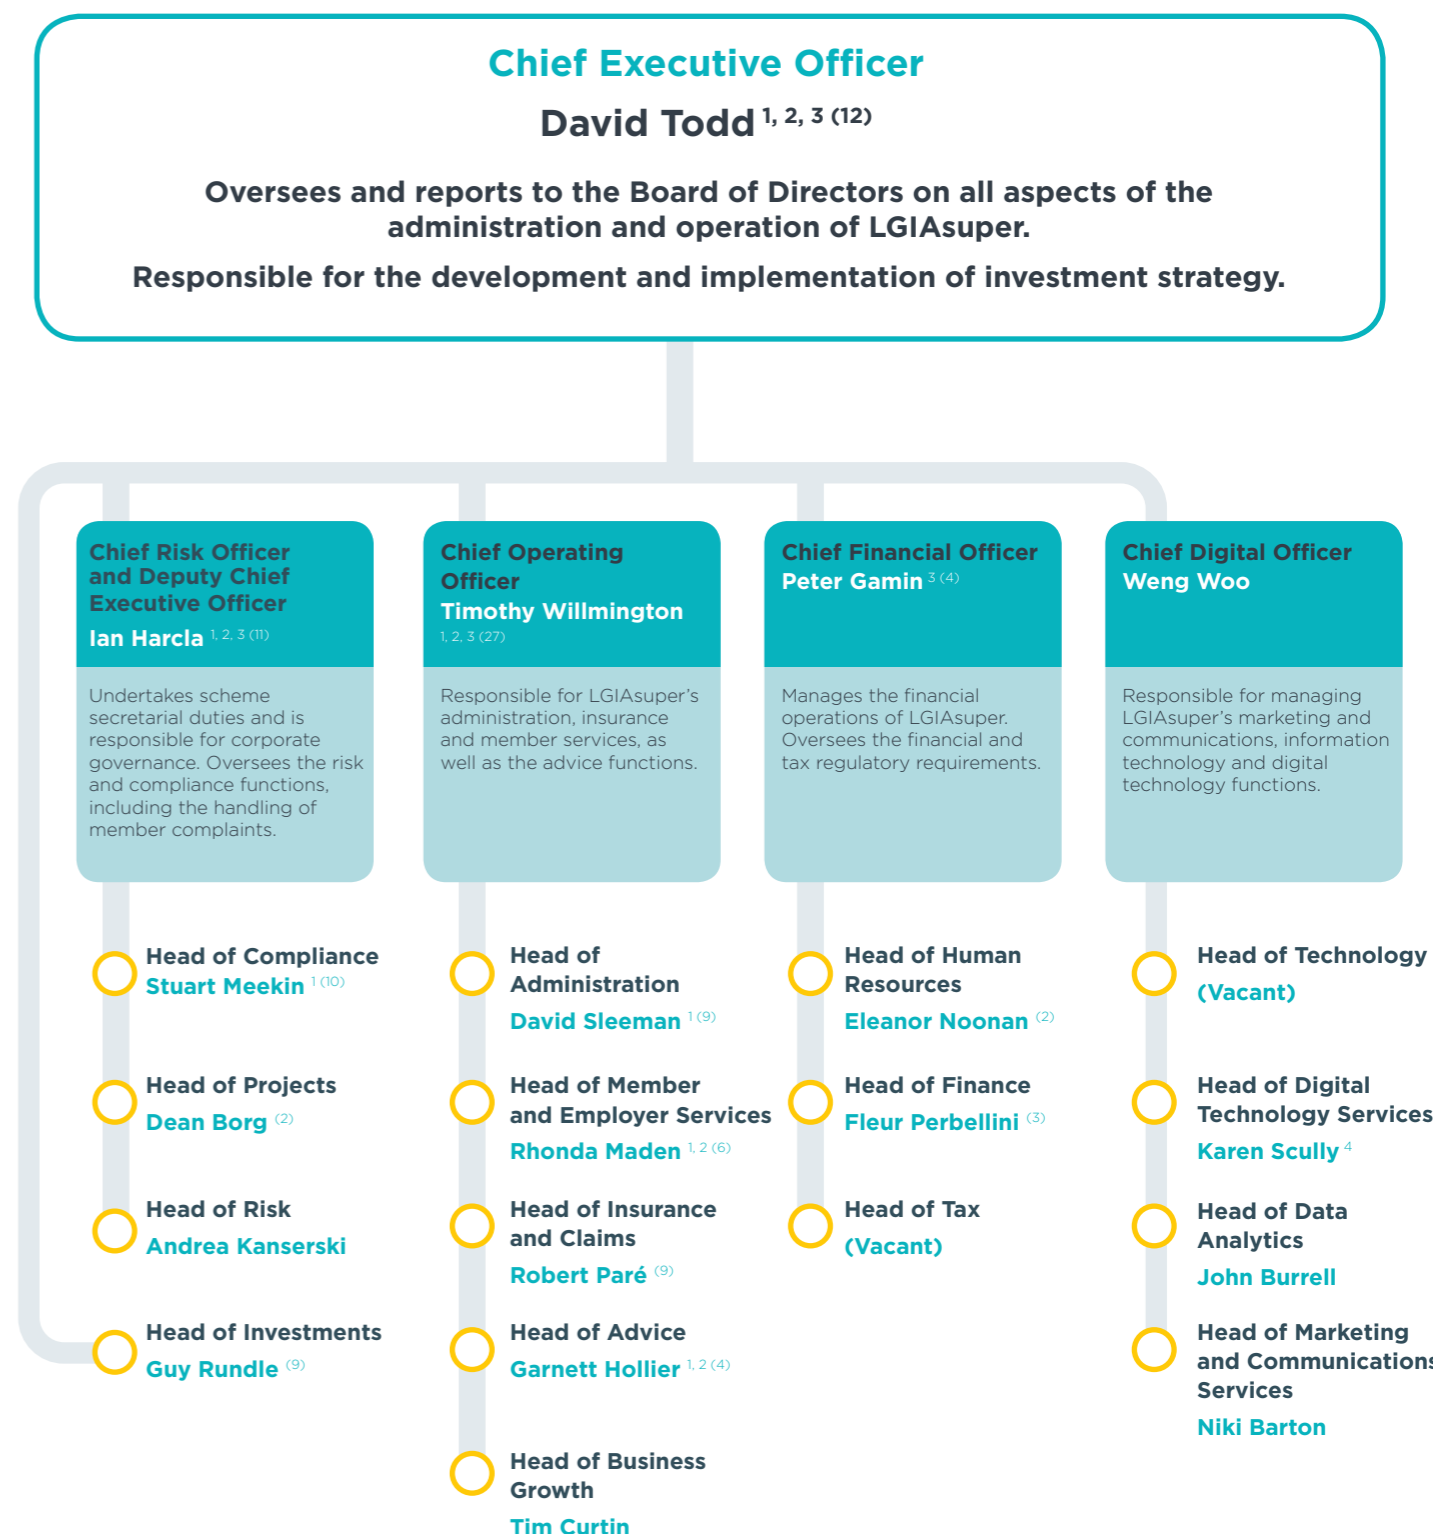 Chief Executive Officer
David Todd 1, 2, 3 (12)
Oversees and reports to the Board of Directors on all aspects of the
administration and operation of LGIAsuper.
Responsible for the development and implementation of investment strategy.
Chief Risk Officer
and Deputy Chief
Executive Officer
Ian Harcla 1, 2, 3 (11)
Undertakes scheme
secretarial duties and is
responsible for corporate
governance. Oversees the risk
and compliance functions,
including the handling of
member complaints.
Head of Compliance
Stuart Meekin 1 (10)
Head of Projects
Dean Borg (2)
Head of Risk
Andrea Kanserski
Head of Investments
Guy Rundle (9)
Chief Operating
Officer
Timothy Willmington
1, 2, 3 (27)
Responsible for LGIAsuper’s
administration, insurance
and member services, as
well as the advice functions.
Head of
Administration
David Sleeman 1 (9)
Head of Member
and Employer Services
Rhonda Maden 1, 2 (6)
Head of Insurance
and Claims
Robert Paré (9)
Head of Advice
Garnett Hollier 1, 2 (4)
Head of Business
Growth
Tim Curtin
Chief Financial Officer
Peter Gamin 3 (4)
Manages the financial
operations of LGIAsuper.
Oversees the financial and
tax regulatory requirements.
Head of Human
Resources
Eleanor Noonan (2)
Head of Finance
Fleur Perbellini (3)
Head of Tax
(Vacant)
Chief Digital Officer
Weng Woo
Responsible for managing
LGIAsuper’s marketing and
communications, information
technology and digital
technology functions.
Head of Technology
(Vacant)
Head of Digital
Technology Services
Karen Scully 4
Head of Data
Analytics
John Burrell
Head of Marketing
and Communications
Services
Niki Barton